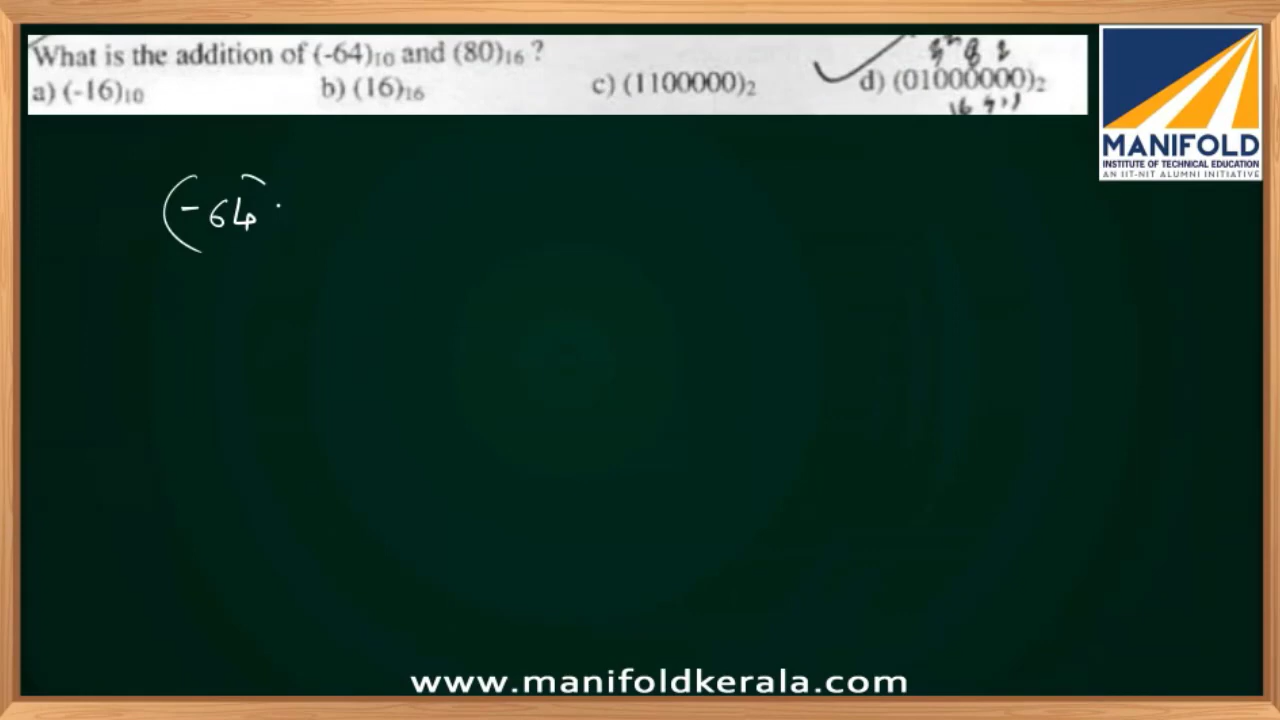 What is the addition of (-64)₁₀ and (80)₁₆ ?
a) (-16)₁₀ b) (16)₁₆ c) (1100000)₂ d) (01000000)₂
MANIFOLD
INSTITUTE OF TECHNICAL EDUCATION
AN IIT-NIT ALUMNI INITIATIVE
(-64
www.manifoldkerala.com